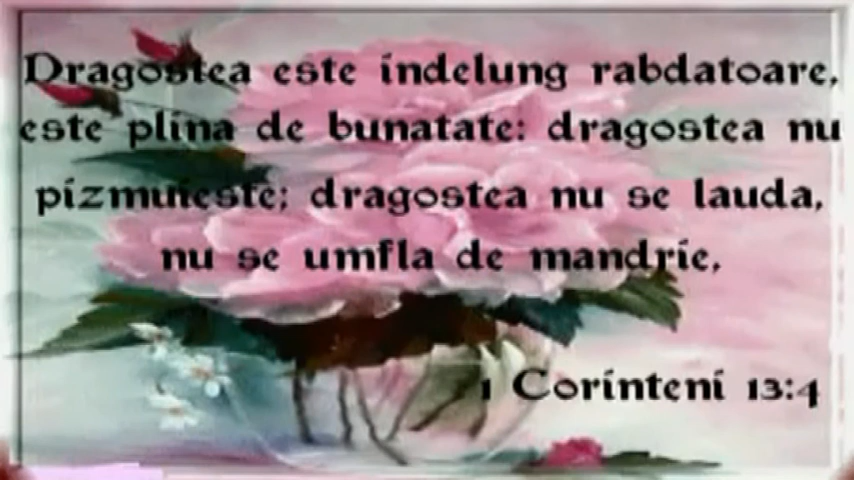 Dragostea este indelung rabdatoare,
este plina de bunatate: dragostea nu
pizmuieste; dragostea nu se lauda,
nu se umfla de mandrie,
1 Corinteni 13:4